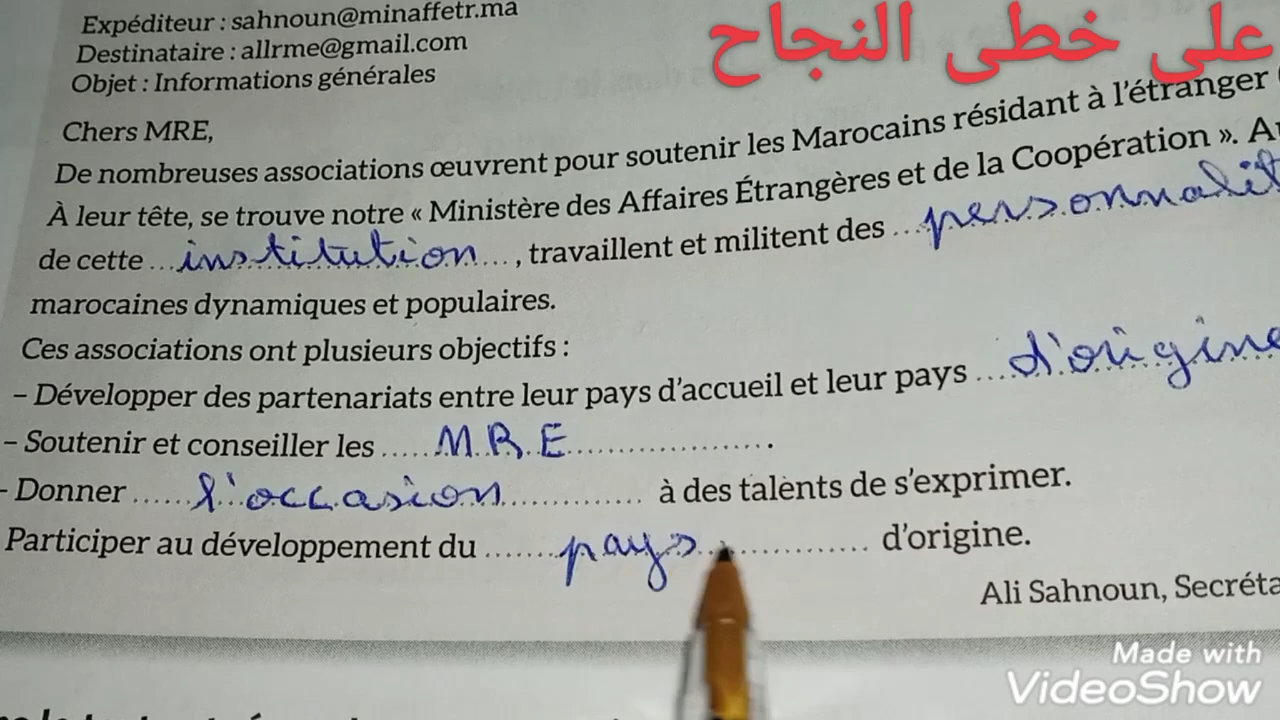 على خطى النجاح
Expéditeur : sahnoun@minaffetr.ma
Destinataire : allrme@gmail.com
Objet : Informations générales
Chers MRE,
De nombreuses associations œuvrent pour soutenir les Marocains résidant à l'étranger (
À leur tête, se trouve notre « Ministère des Affaires Étrangères et de la Coopération ». Au
de cette ...institution..., travaillent et militent des ...personnalit
marocaines dynamiques et populaires.
Ces associations ont plusieurs objectifs :
– Développer des partenariats entre leur pays d'accueil et leur pays ...d'origine
– Soutenir et conseiller les .....M.R.E.................. .
- Donner ......l'occasion.............. à des talents de s'exprimer.
Participer au développement du .......pays............... d'origine.
Ali Sahnoun, Secréta
Made with
VideoShow